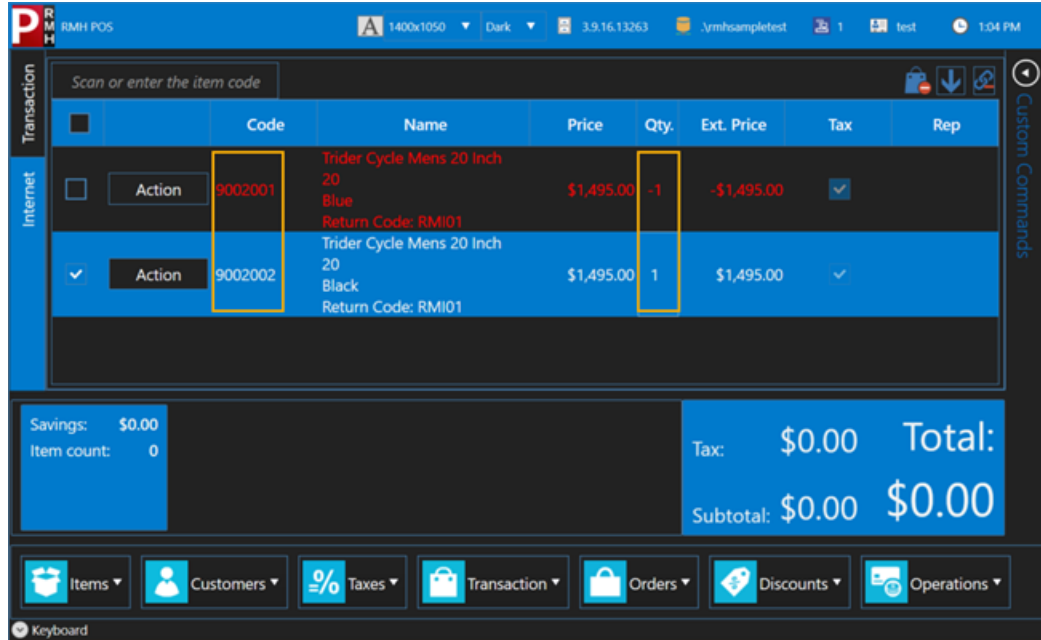 PRMH RMH POS A 1400x1050 Dark 3.9.16.13263 .\rmhsampletest 1 test 1:04 PM
Transaction
Internet
Scan or enter the item code
Custom Commands
Code Name Price Qty. Ext. Price Tax Rep
Action 9002001 Trider Cycle Mens 20 Inch $1,495.00 -1 -$1,495.00
20
Blue
Return Code: RMI01
Action 9002002 Trider Cycle Mens 20 Inch $1,495.00 1 $1,495.00
20
Black
Return Code: RMI01
Savings: $0.00
Item count: 0
Tax: $0.00 Total:
Subtotal: $0.00 $0.00
Items Customers Taxes Transaction Orders Discounts Operations
Keyboard